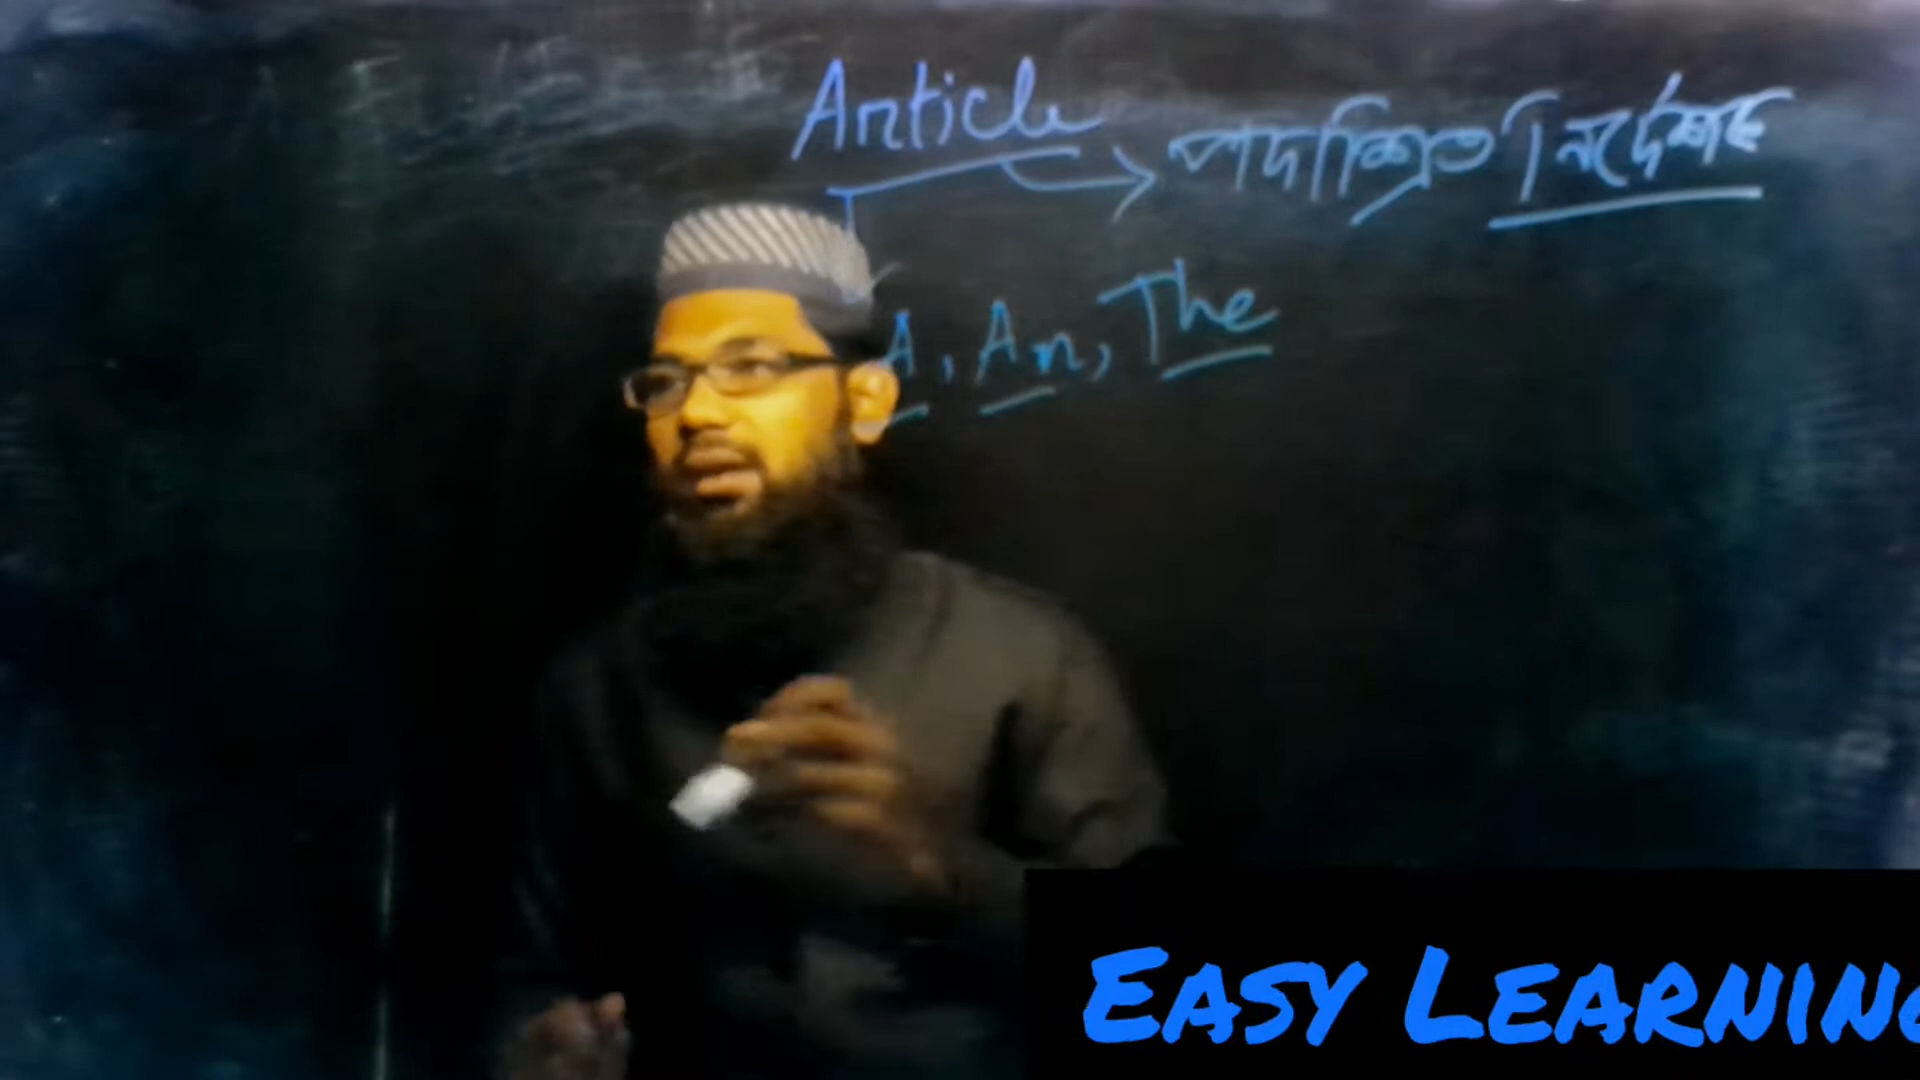 Article → পদাশ্রিত নির্দেশক
A, An, The
EASY LEARNING